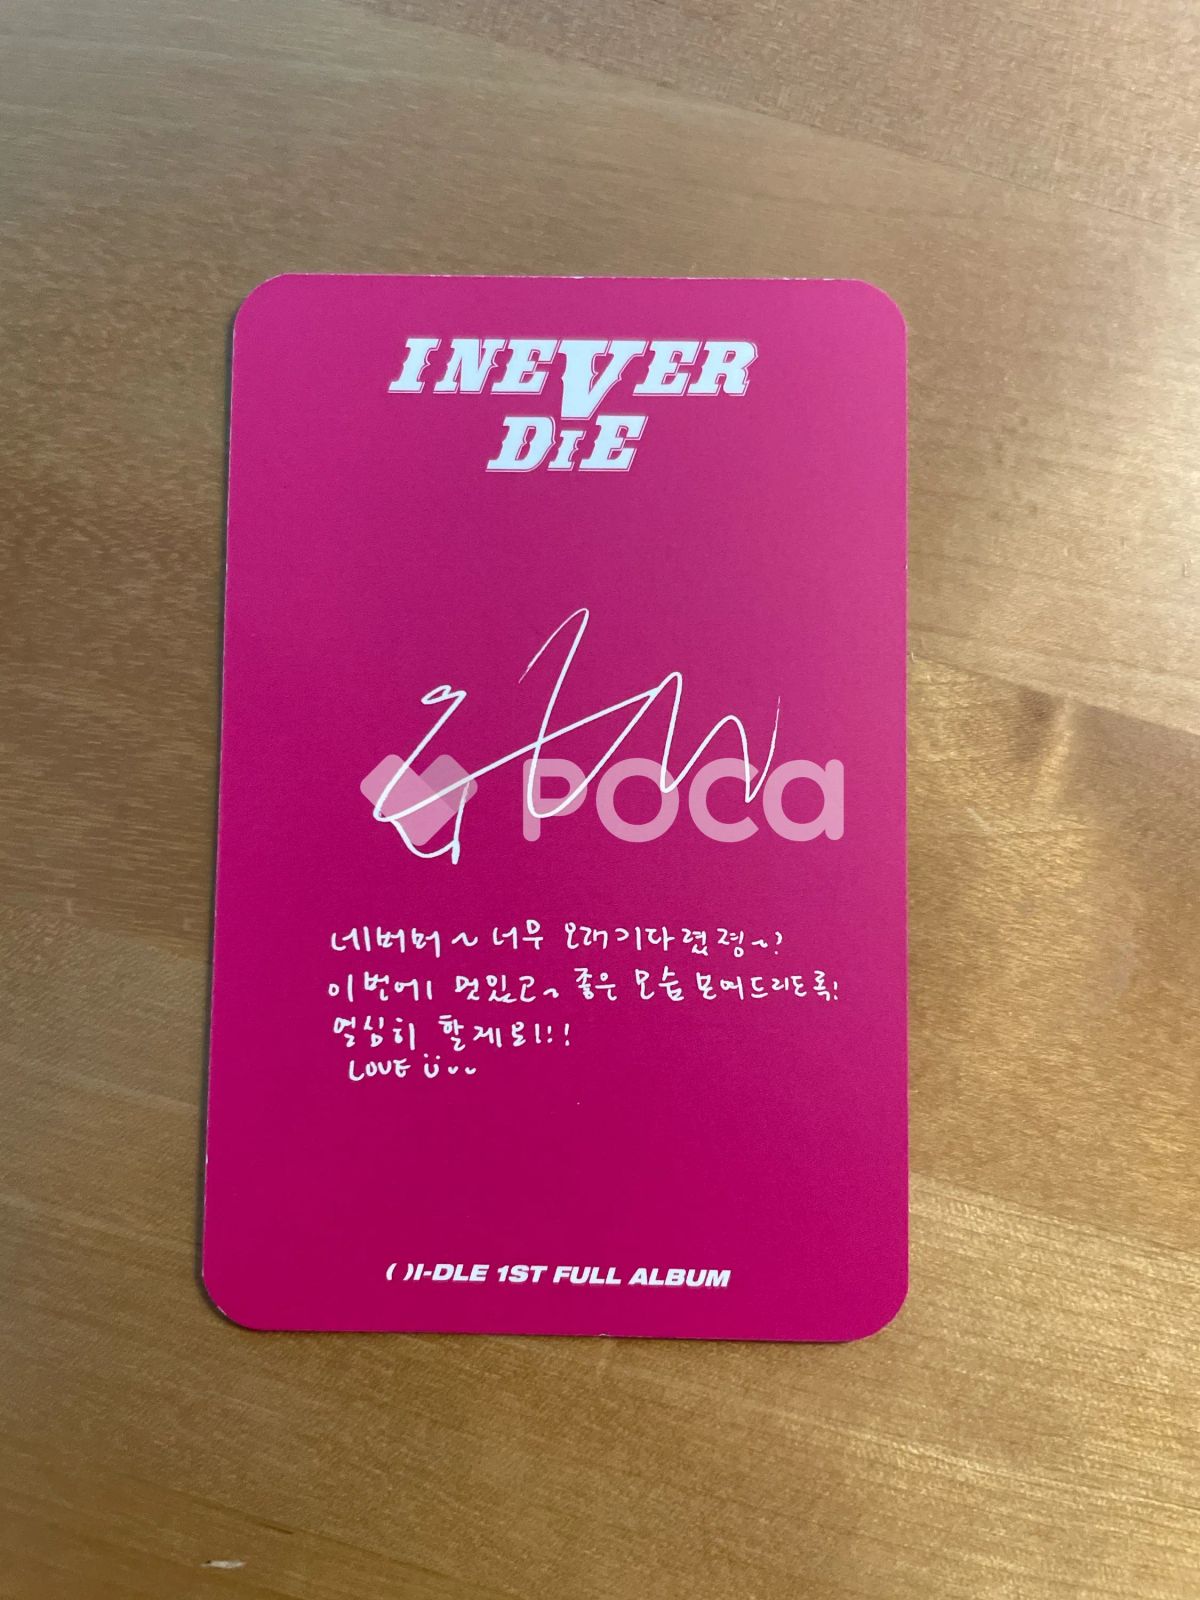 I NEVER
DIE
POCA
네버버~ 너무 오래기다렸졍~?
이번에 멋있고~ 좋은 모습 보여드리도록!
열심히 할게요!!!
LOVE
( )I-DLE 1ST FULL ALBUM